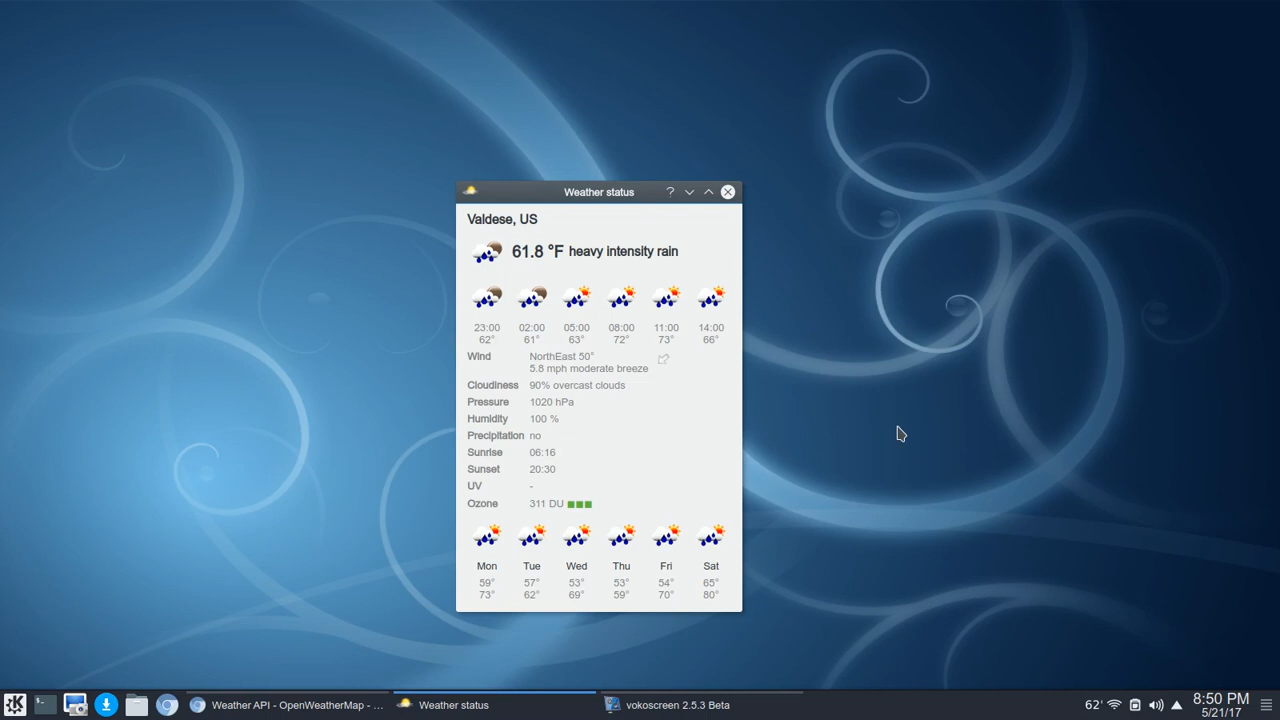 Weather status
Valdese, US
61.8 °F heavy intensity rain
23:00 02:00 05:00 08:00 11:00 14:00
62° 61° 63° 72° 73° 66°
Wind NorthEast 50°
5.8 mph moderate breeze
Cloudiness 90% overcast clouds
Pressure 1020 hPa
Humidity 100 %
Precipitation no
Sunrise 06:16
Sunset 20:30
UV -
Ozone 311 DU
Mon Tue Wed Thu Fri Sat
59° 57° 53° 53° 54° 65°
73° 62° 69° 59° 70° 80°
Weather API - OpenWeatherMap - ... Weather status vokoscreen 2.5.3 Beta 62° 8:50 PM
5/21/17